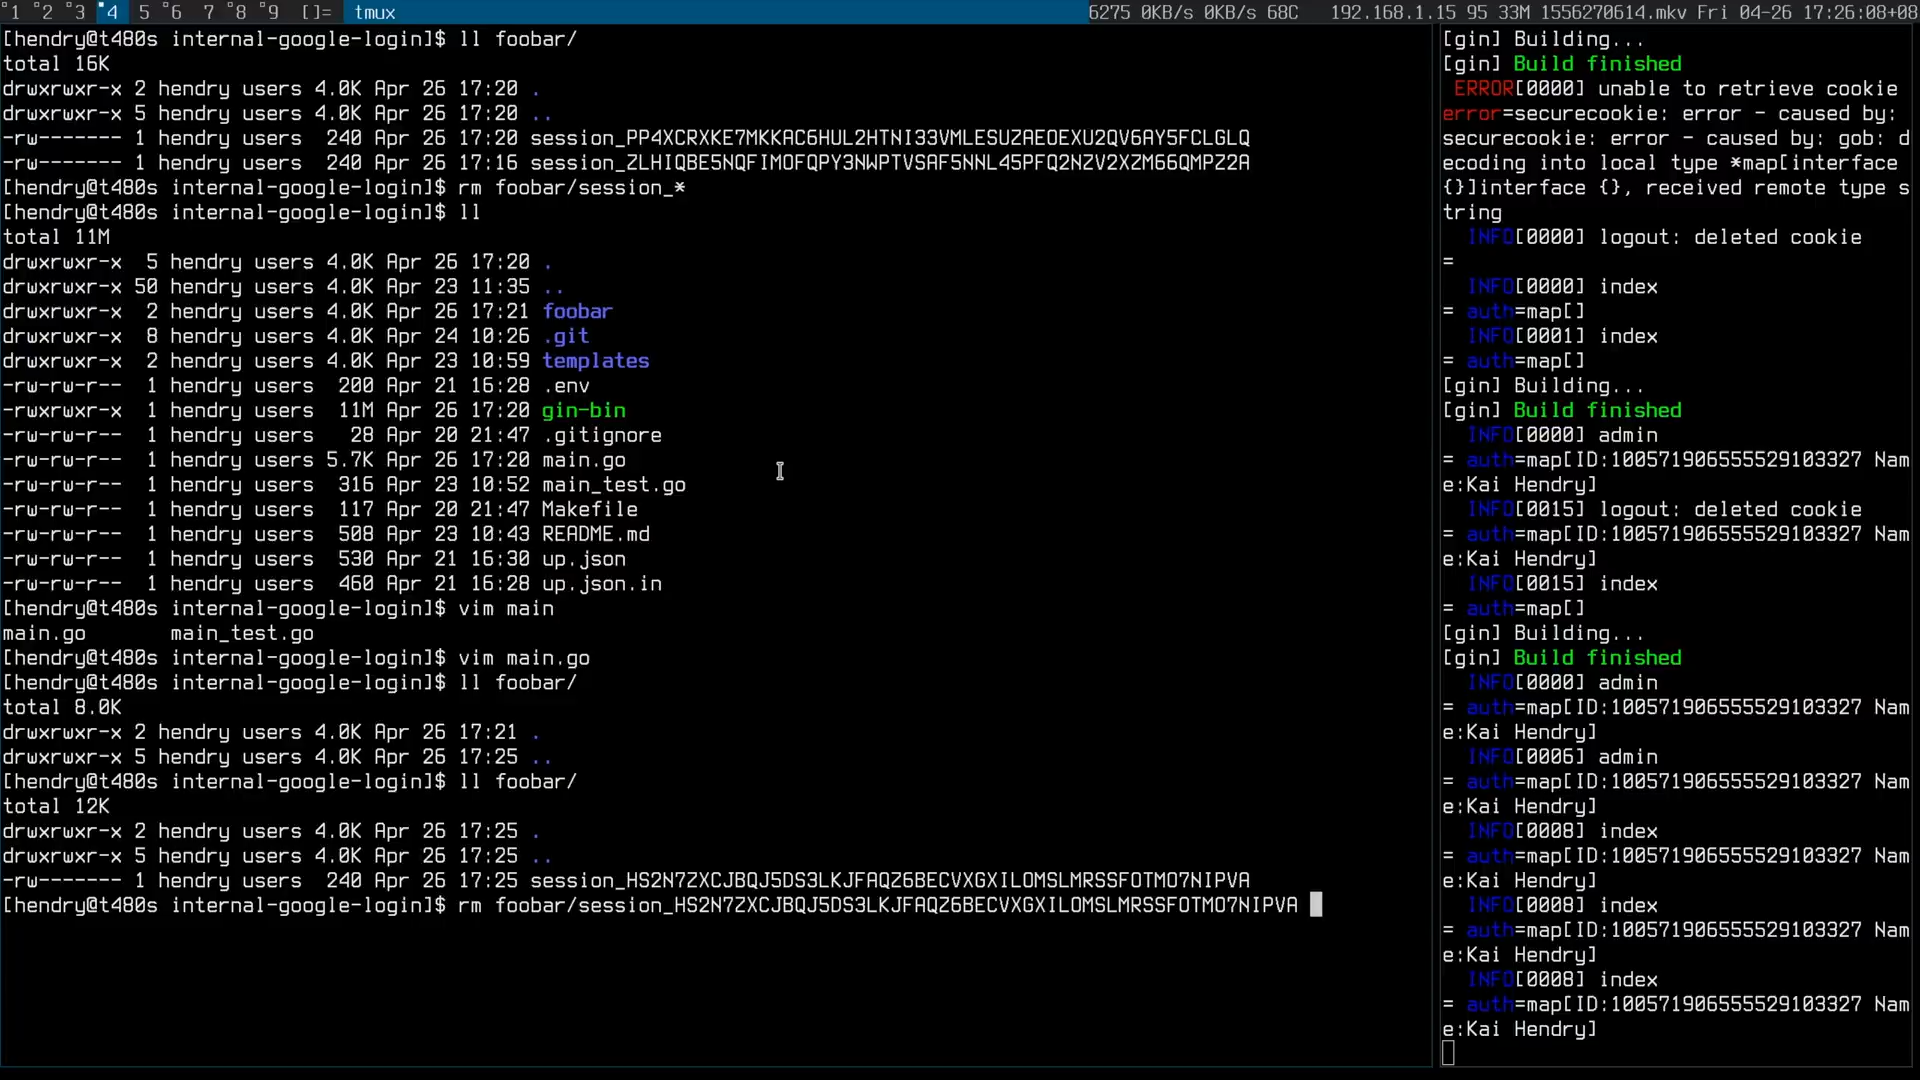 °1 °2 °3 °4 5 °6 7 °8 °9 []= tmux 6275 0KB/s 0KB/s 68C 192.168.1.15 95 33M 1556270614.mkv Fri 04-26 17:26:08+08
[hendry@t480s internal-google-login]$ ll foobar/
total 16K
drwxrwxr-x 2 hendry users 4.0K Apr 26 17:20 .
drwxrwxr-x 5 hendry users 4.0K Apr 26 17:20 ..
-rw------- 1 hendry users  240 Apr 26 17:20 session_PP4XCRXKE7MKKAC6HUL2HTNI33VMLESUZAEOEXU2QV6AY5FCLGLQ
-rw------- 1 hendry users  240 Apr 26 17:16 session_ZLHIQBE5NQFIMOFQPY3NWPTVSAF5NNL45PFQ2NZV2XZM66QMPZ2A
[hendry@t480s internal-google-login]$ rm foobar/session_*
[hendry@t480s internal-google-login]$ ll
total 11M
drwxrwxr-x  5 hendry users 4.0K Apr 26 17:20 .
drwxrwxr-x 50 hendry users 4.0K Apr 23 11:35 ..
drwxrwxr-x  2 hendry users 4.0K Apr 26 17:21 foobar
drwxrwxr-x  8 hendry users 4.0K Apr 24 10:26 .git
drwxrwxr-x  2 hendry users 4.0K Apr 23 10:59 templates
-rw-rw-r--  1 hendry users  200 Apr 21 16:28 .env
-rwxrwxr-x  1 hendry users  11M Apr 26 17:20 gin-bin
-rw-rw-r--  1 hendry users   28 Apr 20 21:47 .gitignore
-rw-rw-r--  1 hendry users 5.7K Apr 26 17:20 main.go
-rw-rw-r--  1 hendry users  316 Apr 23 10:52 main_test.go
-rw-rw-r--  1 hendry users  117 Apr 20 21:47 Makefile
-rw-rw-r--  1 hendry users  508 Apr 23 10:43 README.md
-rw-rw-r--  1 hendry users  530 Apr 21 16:30 up.json
-rw-rw-r--  1 hendry users  460 Apr 21 16:28 up.json.in
[hendry@t480s internal-google-login]$ vim main
main.go       main_test.go
[hendry@t480s internal-google-login]$ vim main.go
[hendry@t480s internal-google-login]$ ll foobar/
total 8.0K
drwxrwxr-x 2 hendry users 4.0K Apr 26 17:21 .
drwxrwxr-x 5 hendry users 4.0K Apr 26 17:25 ..
[hendry@t480s internal-google-login]$ ll foobar/
total 12K
drwxrwxr-x 2 hendry users 4.0K Apr 26 17:25 .
drwxrwxr-x 5 hendry users 4.0K Apr 26 17:25 ..
-rw------- 1 hendry users  240 Apr 26 17:25 session_HS2N7ZXCJBQJ5DS3LKJFAQZ6BECVXGXILOMSLMRSSFOTMO7NIPVA
[hendry@t480s internal-google-login]$ rm foobar/session_HS2N7ZXCJBQJ5DS3LKJFAQZ6BECVXGXILOMSLMRSSFOTMO7NIPVA
[gin] Building...
[gin] Build finished
ERROR[0000] unable to retrieve cookie
error=securecookie: error - caused by:
securecookie: error - caused by: gob: d
ecoding into local type *map[interface
{}]interface {}, received remote type s
tring
INFO[0000] logout: deleted cookie
=
INFO[0000] index
= auth=map[]
INFO[0001] index
= auth=map[]
[gin] Building...
[gin] Build finished
INFO[0000] admin
= auth=map[ID:100571906555529103327 Nam
e:Kai Hendry]
INFO[0015] logout: deleted cookie
= auth=map[ID:100571906555529103327 Nam
e:Kai Hendry]
INFO[0015] index
= auth=map[]
[gin] Building...
[gin] Build finished
INFO[0000] admin
= auth=map[ID:100571906555529103327 Nam
e:Kai Hendry]
INFO[0006] admin
= auth=map[ID:100571906555529103327 Nam
e:Kai Hendry]
INFO[0008] index
= auth=map[ID:100571906555529103327 Nam
e:Kai Hendry]
INFO[0008] index
= auth=map[ID:100571906555529103327 Nam
e:Kai Hendry]
INFO[0008] index
= auth=map[ID:100571906555529103327 Nam
e:Kai Hendry]